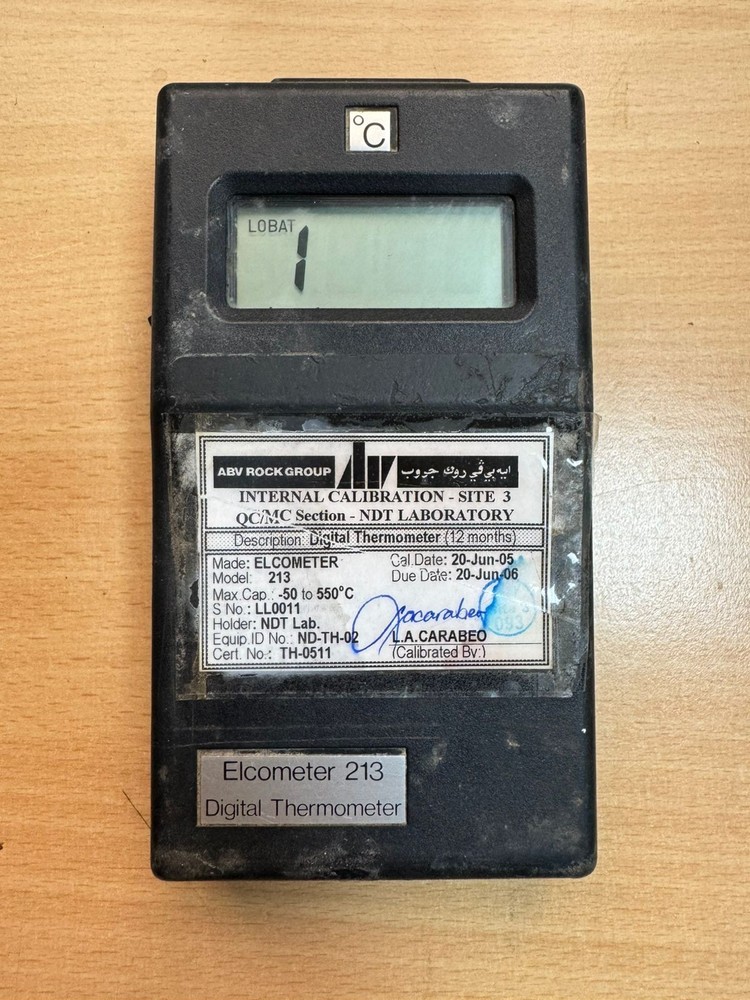 °C
LOBAT
1
ABV ROCK GROUP
ايه بي ڤي روك جروب
INTERNAL CALIBRATION - SITE 3
QC/MC Section - NDT LABORATORY
Description: Digital Thermometer (12 months)
Made: ELCOMETER Cal.Date: 20-Jun-05
Model: 213 Due Date: 20-Jun-06
Max.Cap.: -50 to 550°C
S No.: LL0011
Holder: NDT Lab.
Equip.ID No.: ND-TH-02 L.A.CARABEO
Cert. No.: TH-0511 (Calibrated By:)
093
Elcometer 213
Digital Thermometer